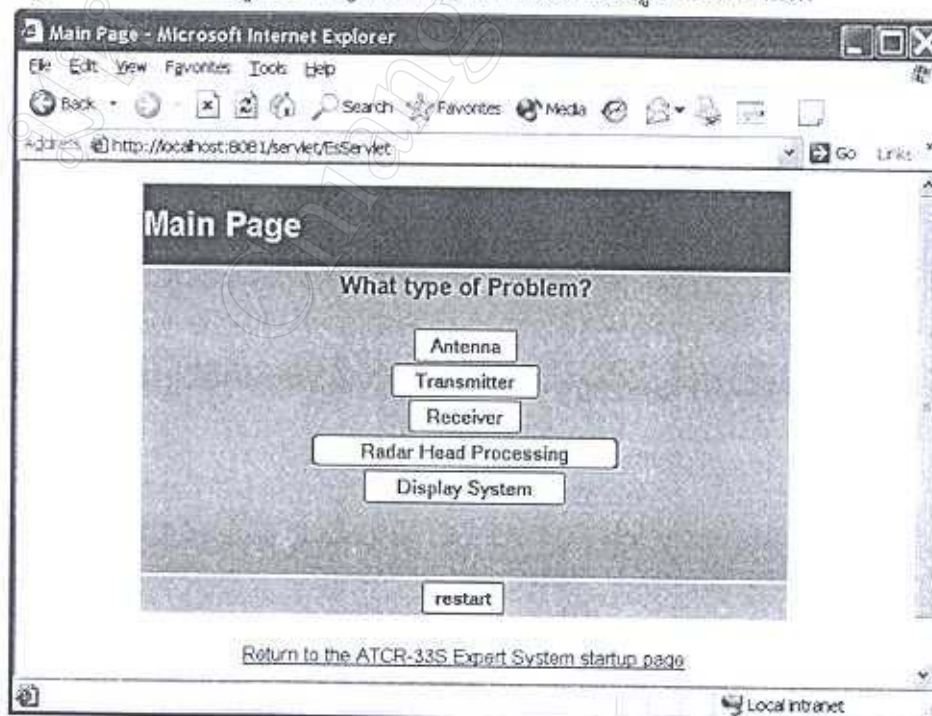 Main Page - Microsoft Internet Explorer
File Edit View Favorites Tools Help
Back Search Favorites Media
Address http://localhost:8081/servlet/EsServlet Go Links
Main Page
What type of Problem?
Antenna
Transmitter
Receiver
Radar Head Processing
Display System
restart
Return to the ATCR-33S Expert System startup page
Local intranet